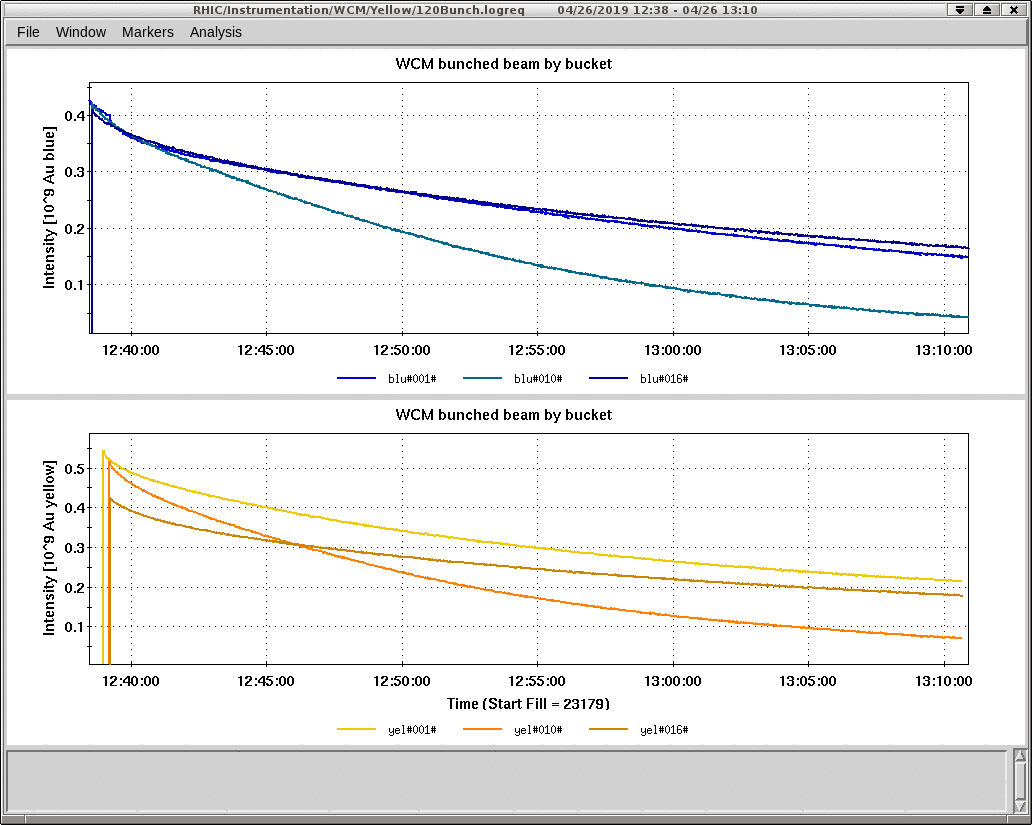 RHIC/Instrumentation/WCM/Yellow/120Bunch.logreq 04/26/2019 12:38 - 04/26 13:10
File Window Markers Analysis
WCM bunched beam by bucket
Intensity [10^9 Au blue]
0.4
0.3
0.2
0.1
12:40:00 12:45:00 12:50:00 12:55:00 13:00:00 13:05:00 13:10:00
blu#001# blu#010# blu#016#
WCM bunched beam by bucket
Intensity [10^9 Au yellow]
0.5
0.4
0.3
0.2
0.1
12:40:00 12:45:00 12:50:00 12:55:00 13:00:00 13:05:00 13:10:00
Time (Start Fill = 23179)
yel#001# yel#010# yel#016#